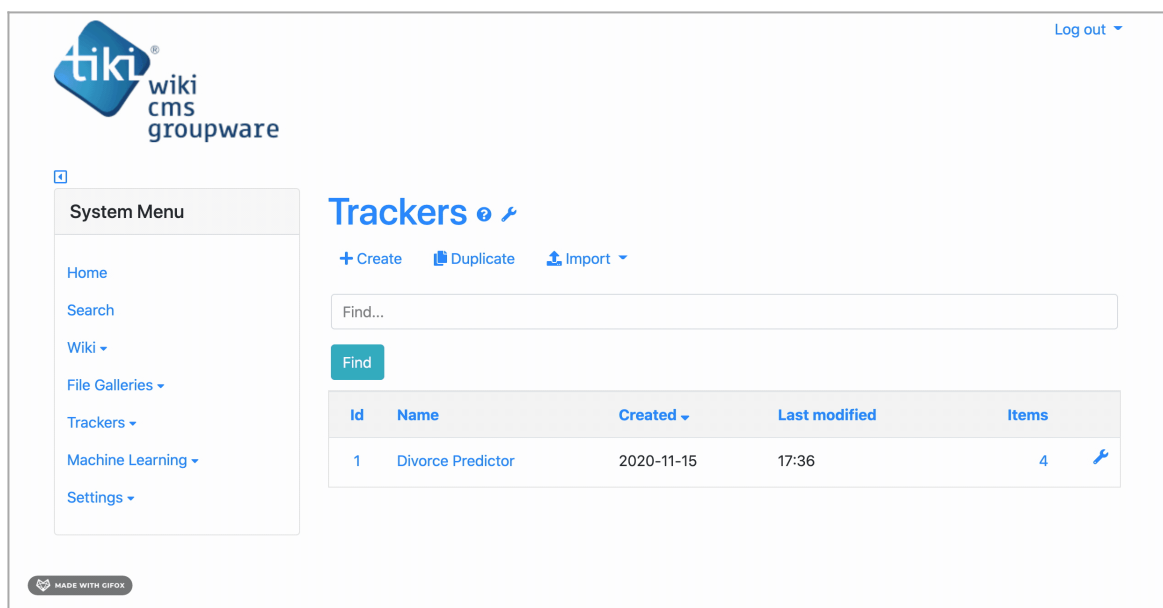 Log out
tiki®
wiki
cms
groupware
System Menu
Home
Search
Wiki
File Galleries
Trackers
Machine Learning
Settings
Trackers
Create Duplicate Import
Find...
Find
Id Name Created Last modified Items
1 Divorce Predictor 2020-11-15 17:36 4
MADE WITH GIFOX